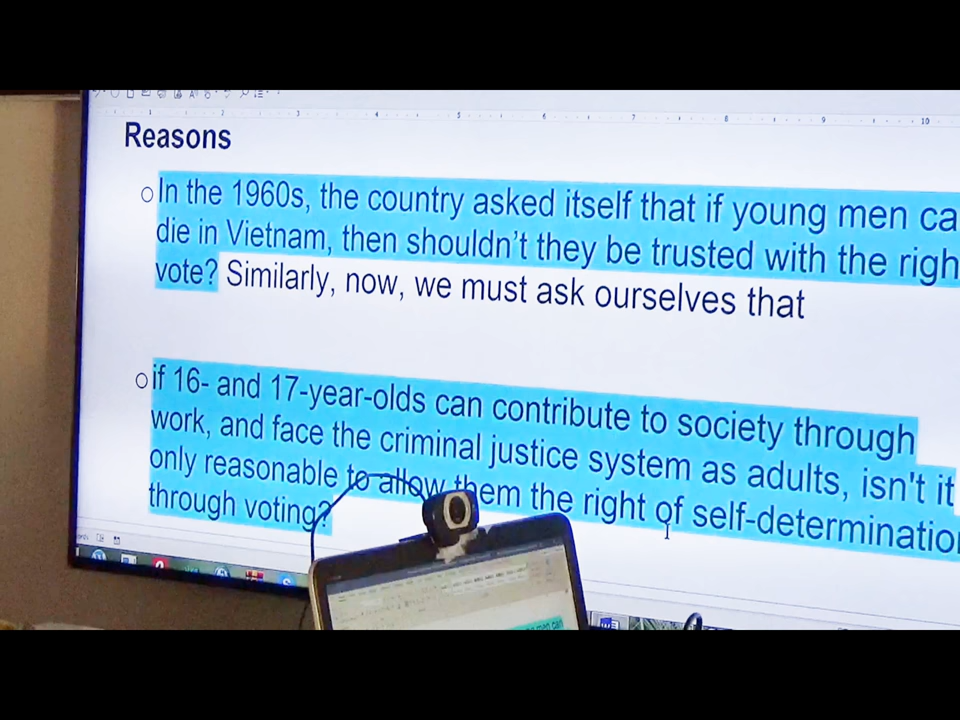 Reasons
In the 1960s, the country asked itself that if young men ca
die in Vietnam, then shouldn't they be trusted with the righ
vote? Similarly, now, we must ask ourselves that
if 16- and 17-year-olds can contribute to society through
work, and face the criminal justice system as adults, isn't it
only reasonable to allow them the right of self-determination
through voting?